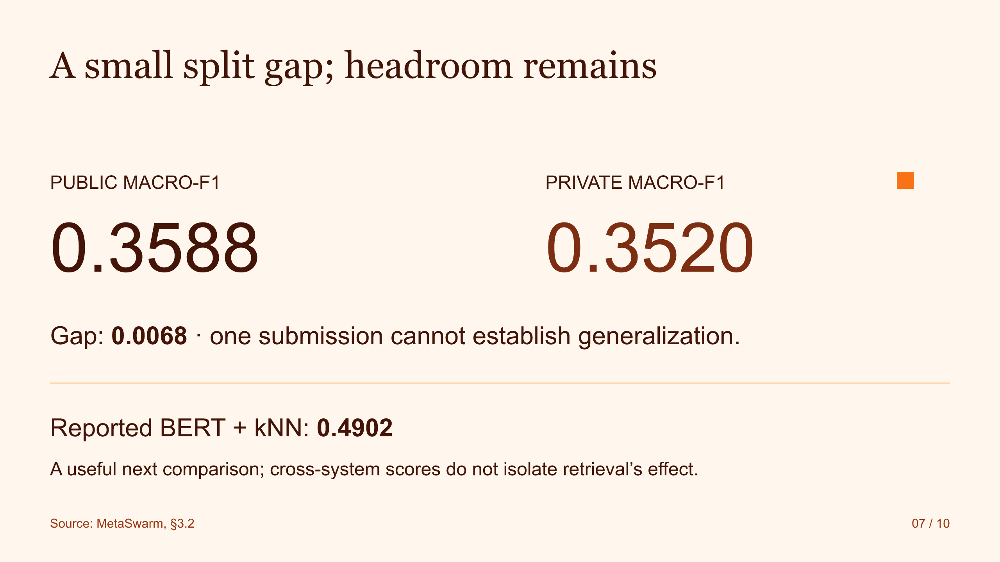 A small split gap; headroom remains
PUBLIC MACRO-F1
0.3588
PRIVATE MACRO-F1
0.3520
Gap: 0.0068 · one submission cannot establish generalization.
Reported BERT + kNN: 0.4902
A useful next comparison; cross-system scores do not isolate retrieval’s effect.
Source: MetaSwarm, §3.2
07 / 10